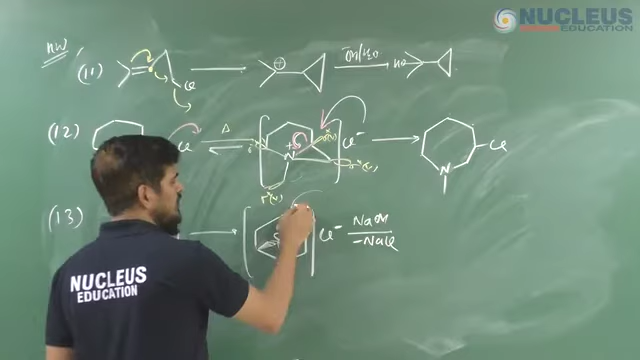 NUCLEUS
EDUCATION
HW
(11)
Cl
⊕
OH/H2O
HO
(12)
Cl
Δ
+N
Cl⁻
N
Cl
(13)
S
Cl⁻
NaOH
-NaCl
NUCLEUS
EDUCATION